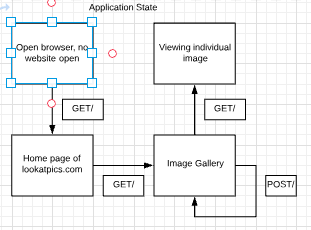 Application State
Open browser, no
website open
Viewing individual
image
GET/
GET/
Home page of
lookatpics.com
Image Gallery
GET/
POST/